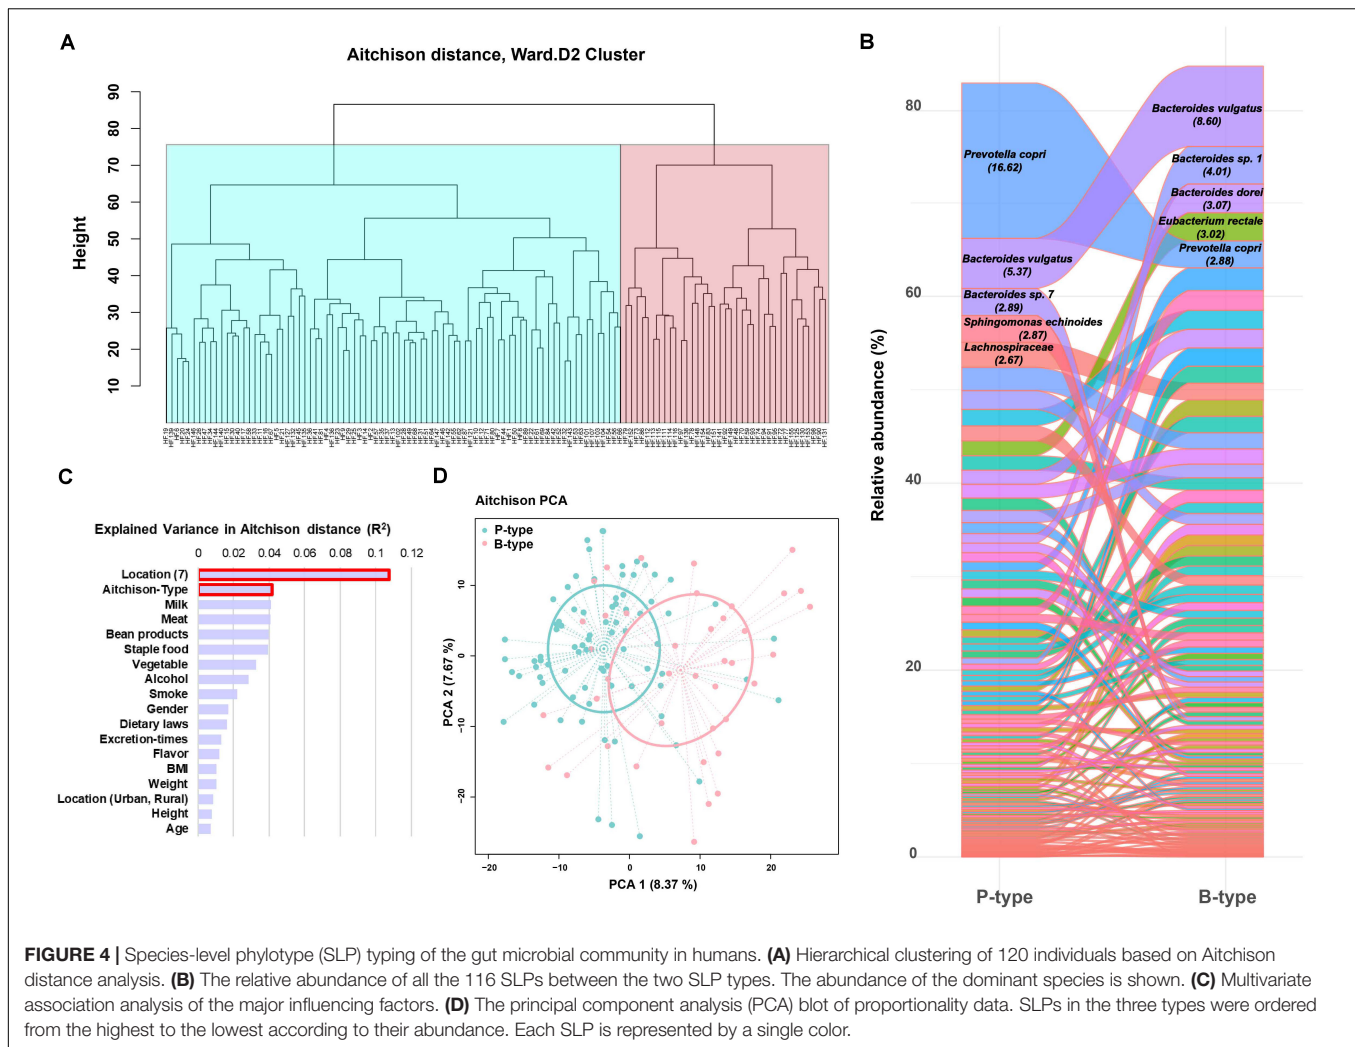 A
Aitchison distance, Ward.D2 Cluster
Height
90
80
70
60
50
40
30
20
10
B
Relative abundance (%)
80
60
40
20
0
Prevotella copri
(16.62)
Bacteroides vulgatus
(5.37)
Bacteroides sp. 7
(2.89)
Sphingomonas echinoides
(2.87)
Lachnospiraceae
(2.67)
Bacteroides vulgatus
(8.60)
Bacteroides sp. 1
(4.01)
Bacteroides dorei
(3.07)
Eubacterium rectale
(3.02)
Prevotella copri
(2.88)
P-type
B-type
C
Explained Variance in Aitchison distance (R²)
0 0.02 0.04 0.06 0.08 0.1 0.12
Location (7)
Aitchison-Type
Milk
Meat
Bean products
Staple food
Vegetable
Alcohol
Smoke
Gender
Dietary laws
Excretion-times
Flavor
BMI
Weight
Location (Urban, Rural)
Height
Age
D
Aitchison PCA
P-type
B-type
PCA 2 (7.67 %)
10
0
−10
−20
−20 −10 0 10 20
PCA 1 (8.37 %)
FIGURE 4 | Species-level phylotype (SLP) typing of the gut microbial community in humans. (A) Hierarchical clustering of 120 individuals based on Aitchison
distance analysis. (B) The relative abundance of all the 116 SLPs between the two SLP types. The abundance of the dominant species is shown. (C) Multivariate
association analysis of the major influencing factors. (D) The principal component analysis (PCA) blot of proportionality data. SLPs in the three types were ordered
from the highest to the lowest according to their abundance. Each SLP is represented by a single color.